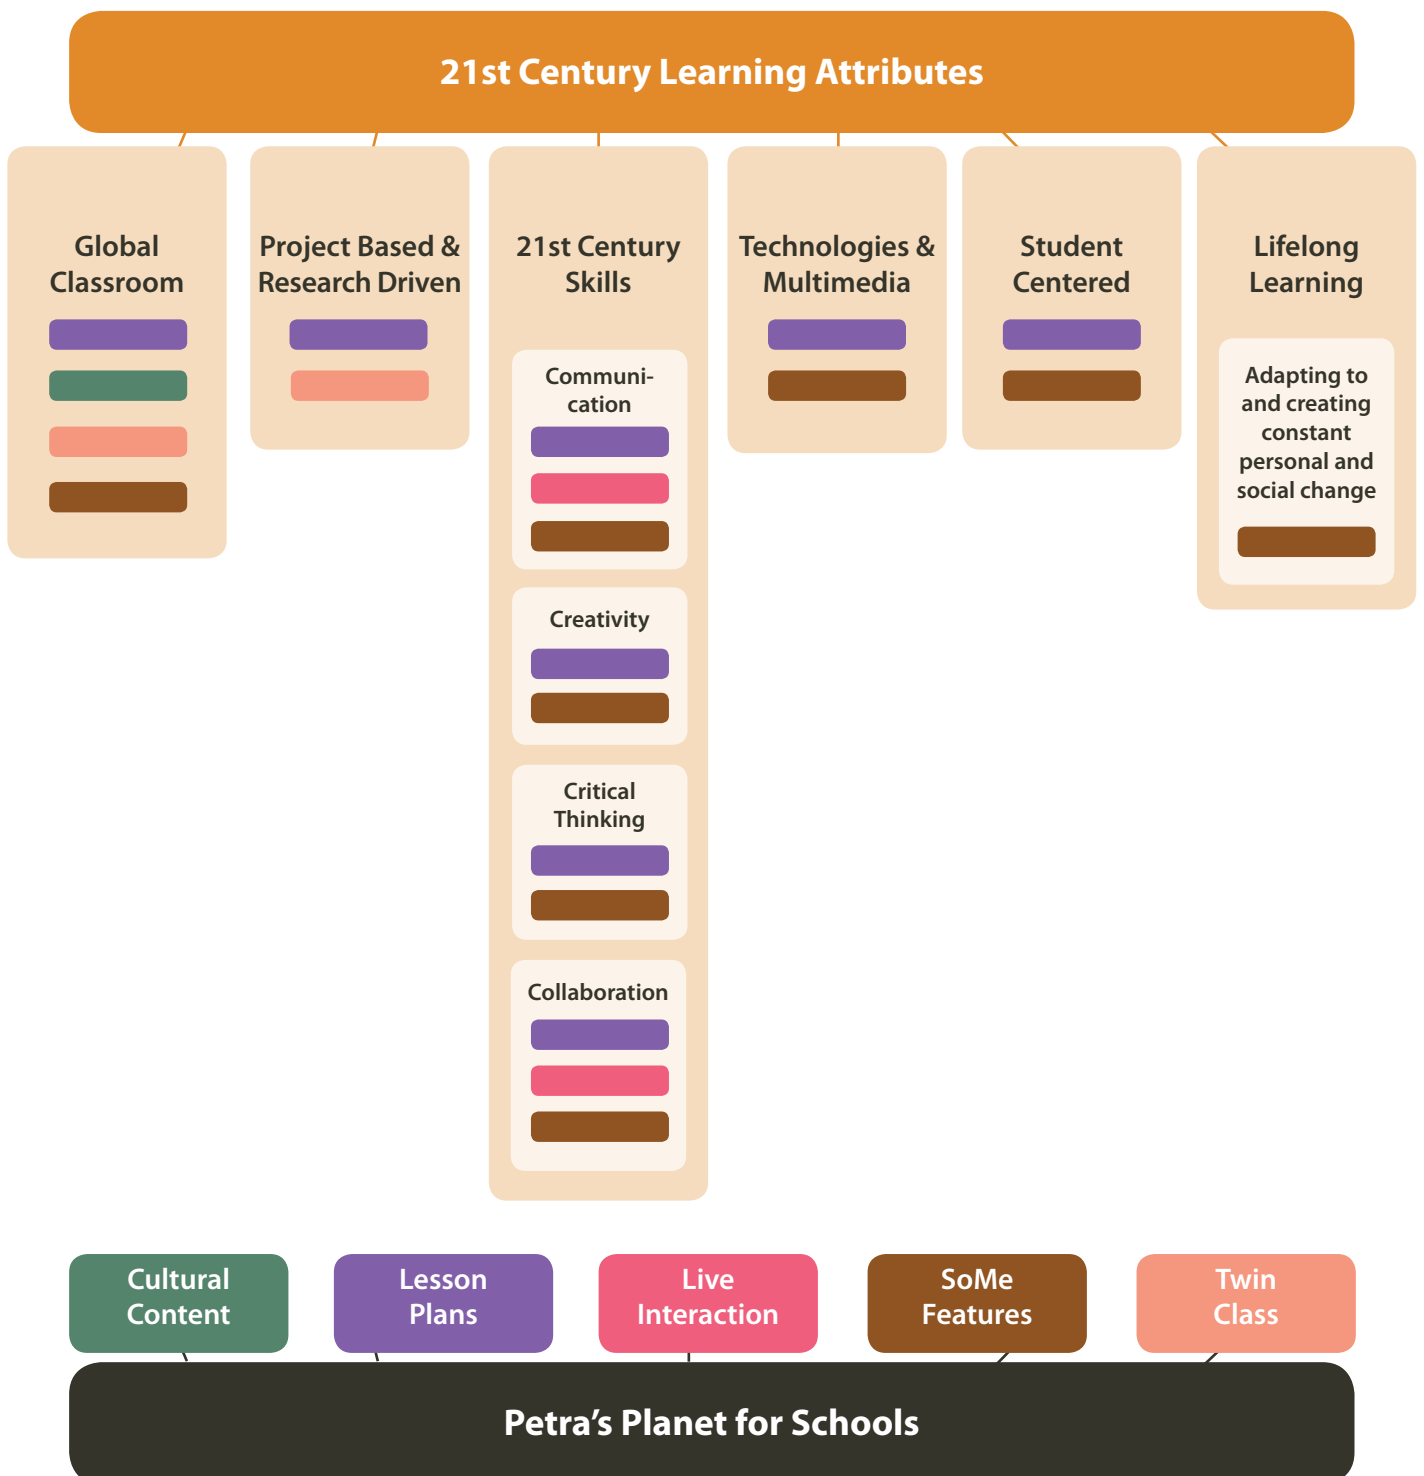 21st Century Learning Attributes
Global
Classroom
Project Based &
Research Driven
21st Century
Skills
Communi-
cation
Creativity
Critical
Thinking
Collaboration
Technologies &
Multimedia
Student
Centered
Lifelong
Learning
Adapting to
and creating
constant
personal and
social change
Cultural
Content
Lesson
Plans
Live
Interaction
SoMe
Features
Twin
Class
Petra’s Planet for Schools